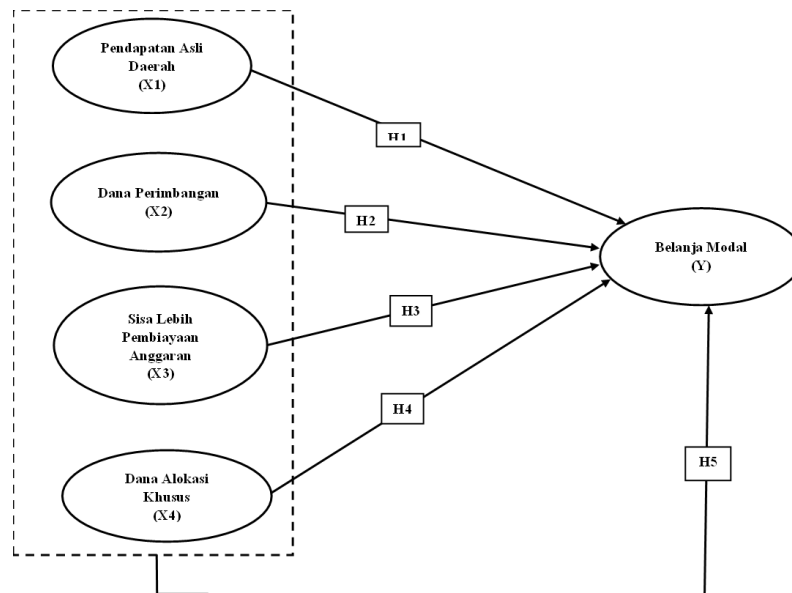 Pendapatan Asli
Daerah
(X1)
H1
Dana Perimbangan
(X2)
H2
Belanja Modal
(Y)
Sisa Lebih
Pembiayaan
Anggaran
(X3)
H3
H4
Dana Alokasi
Khusus
(X4)
H5